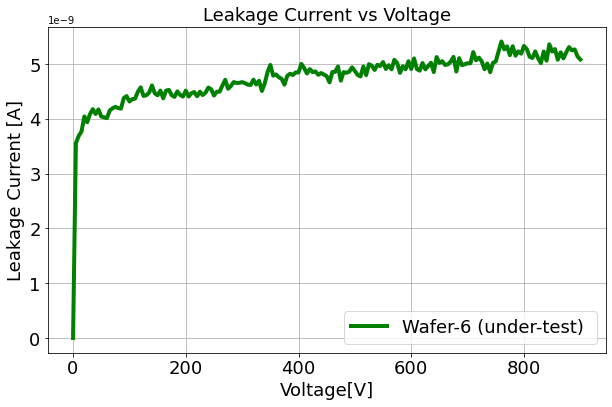 Leakage Current vs Voltage
1e−9
5
4
3
2
1
0
Leakage Current [A]
0 200 400 600 800
Voltage[V]
Wafer-6 (under-test)